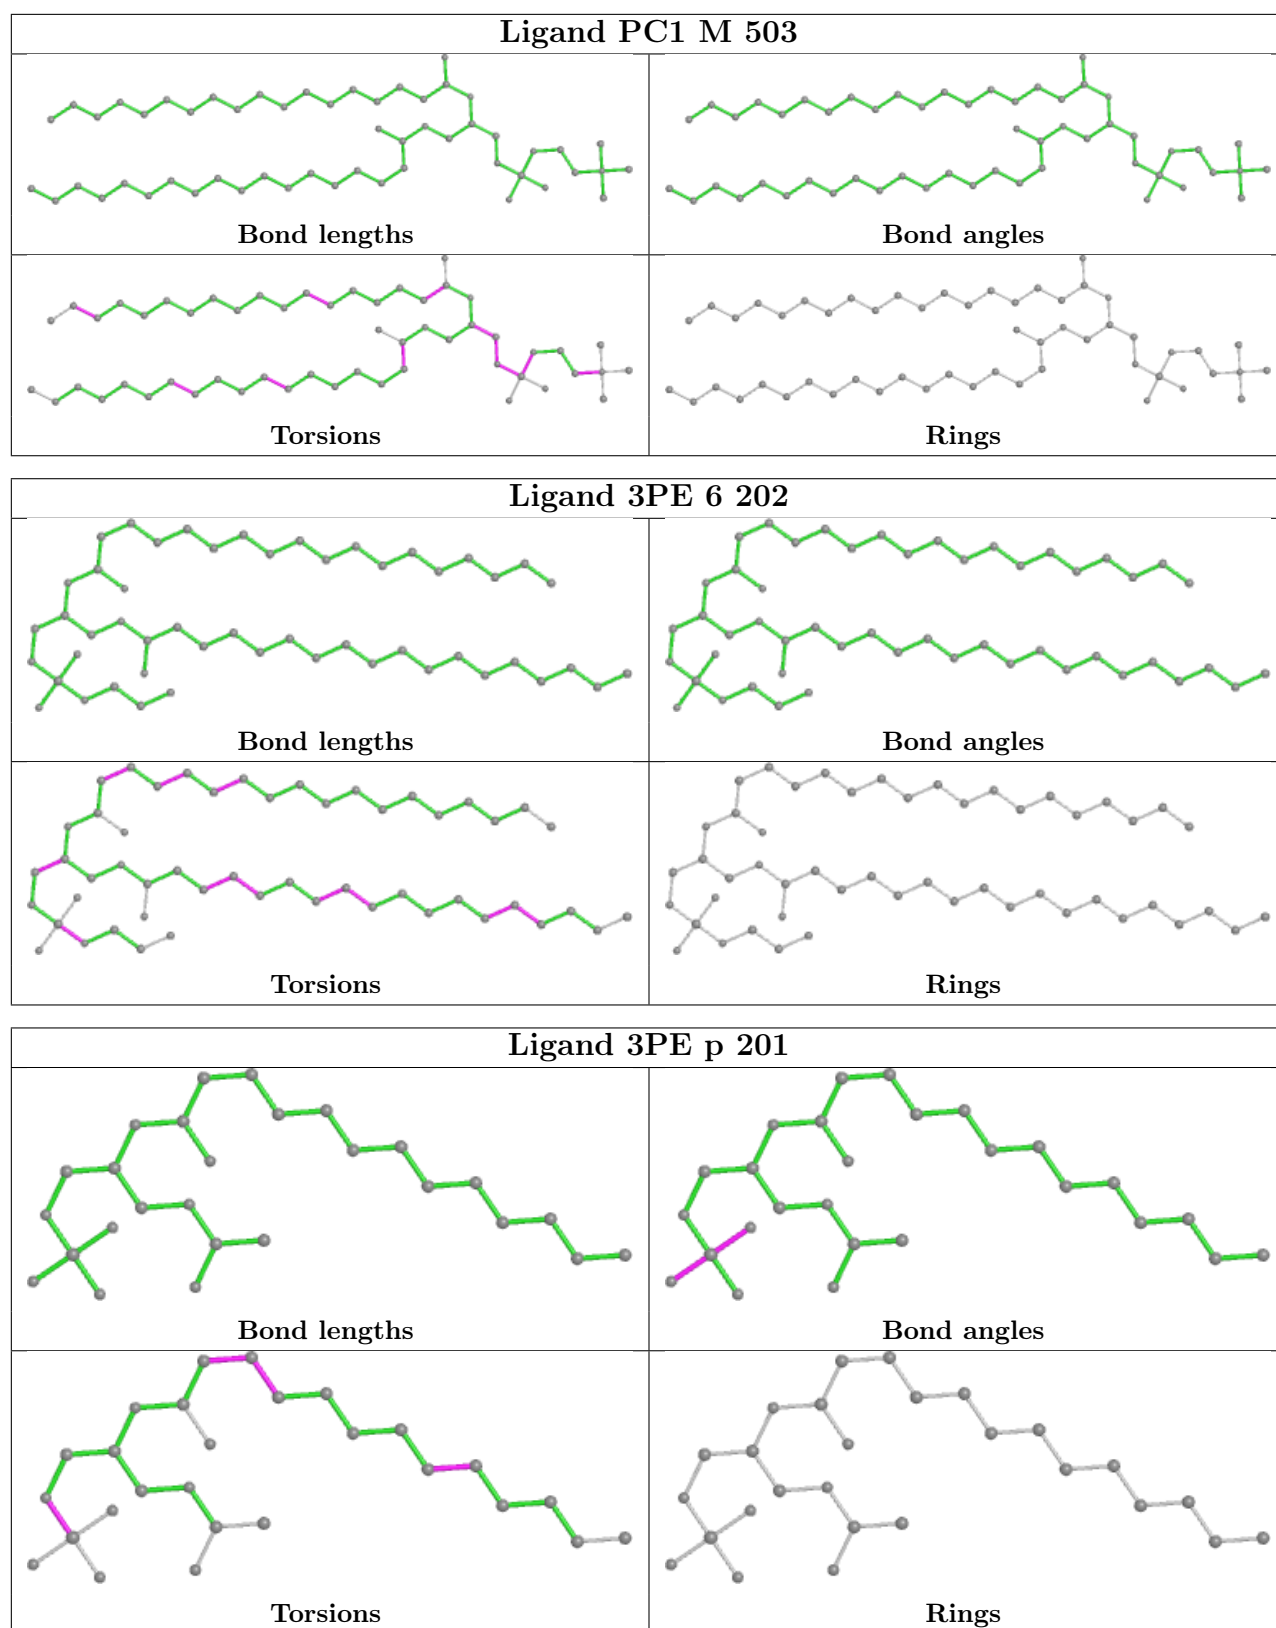 Ligand PC1 M 503
Bond lengths
Bond angles
Torsions
Rings
Ligand 3PE 6 202
Bond lengths
Bond angles
Torsions
Rings
Ligand 3PE p 201
Bond lengths
Bond angles
Torsions
Rings